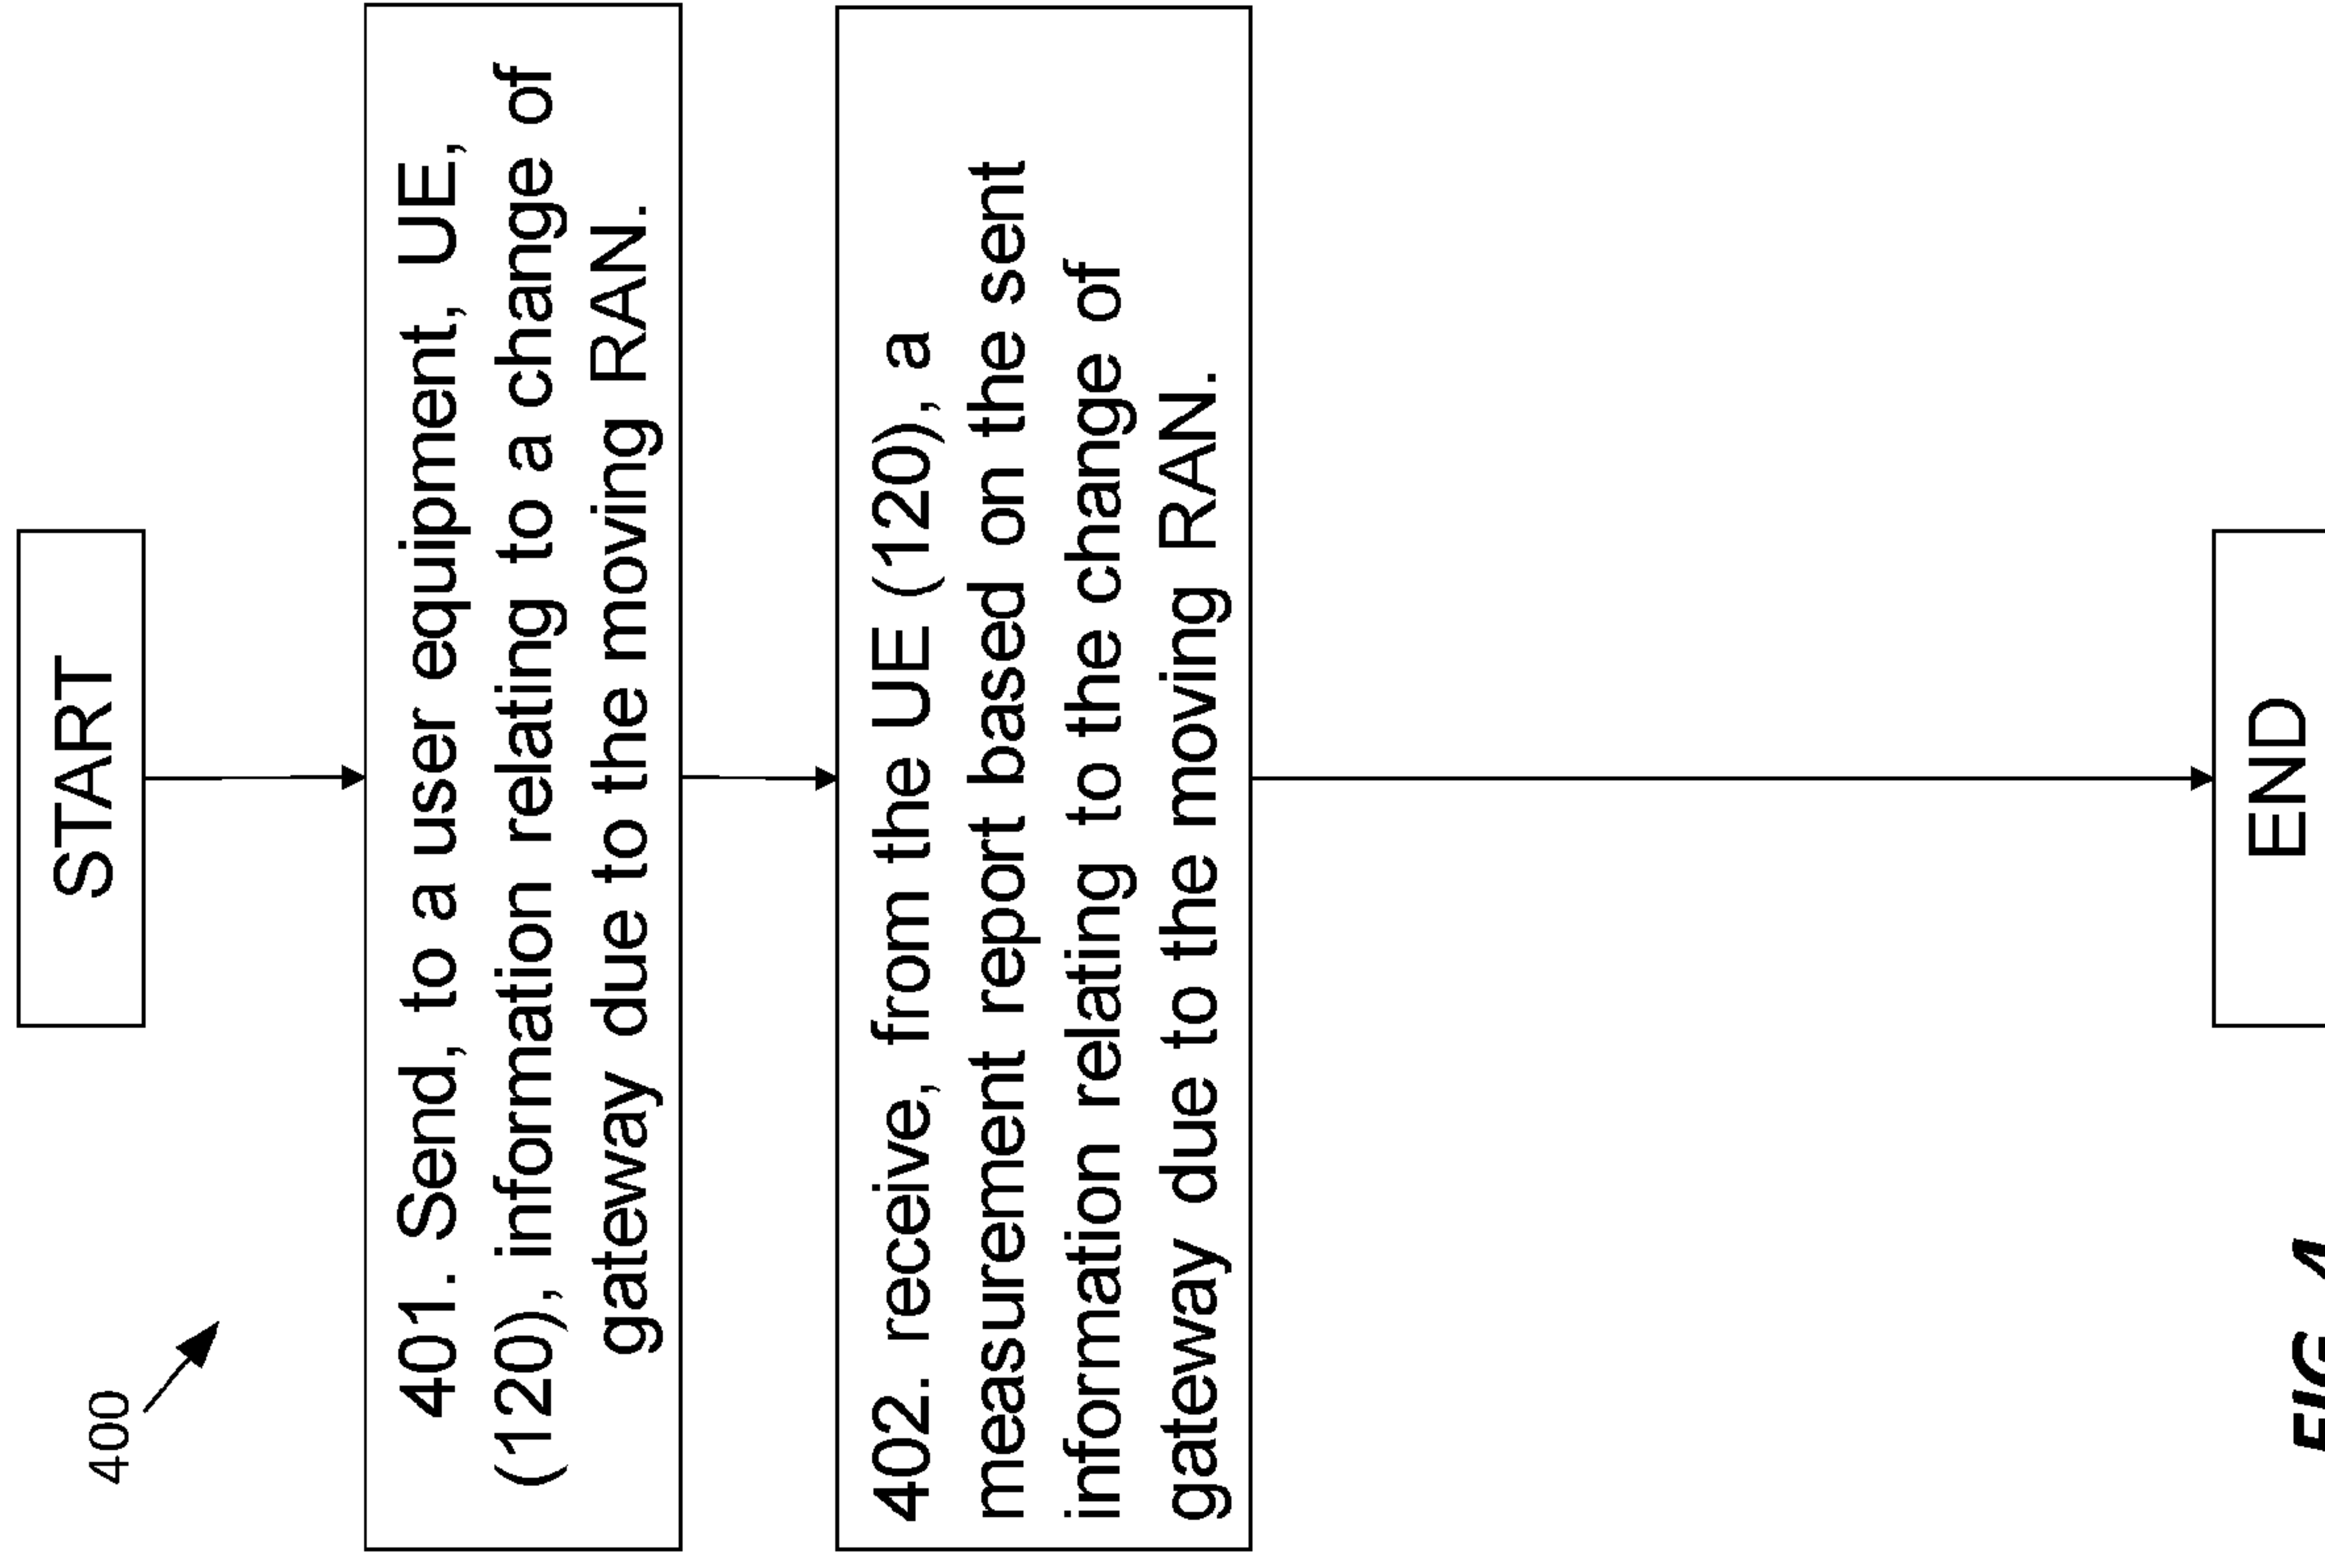 400
START
401. Send, to a user equipment, UE,
(120), information relating to a change of
gateway due to the moving RAN.
402. receive, from the UE (120), a
measurement report based on the sent
information relating to the change of
gateway due to the moving RAN.
END
FIG. 4